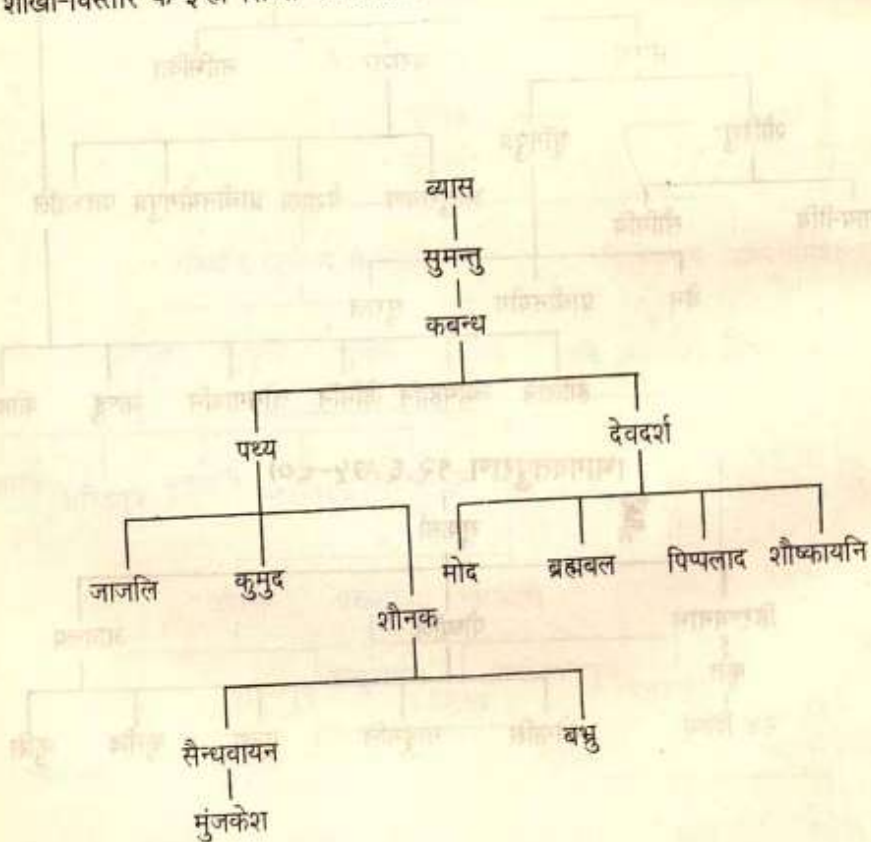 शाखा-विस्तार के
व्यास
सुमन्तु
कबन्ध
पथ्य देवदर्श
जाजलि कुमुद मोद ब्रह्मबल पिप्पलाद शौष्कायनि
शौनक
सैन्धवायन बभ्रु
मुंजकेश